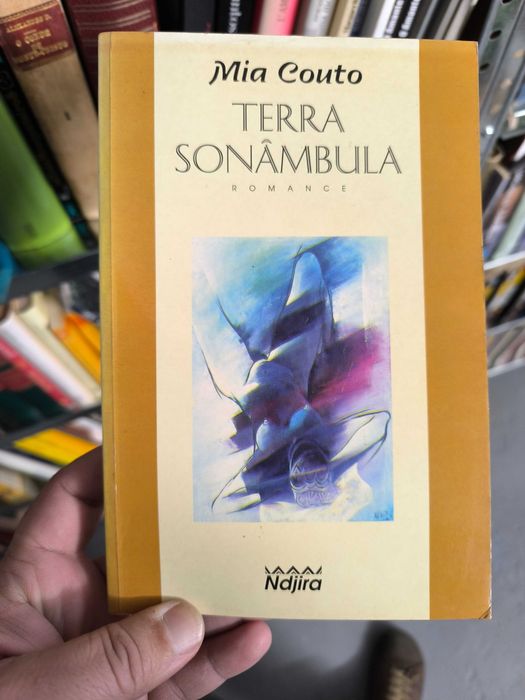 Mia Couto
TERRA
SONÂMBULA
ROMANCE
Ndjira